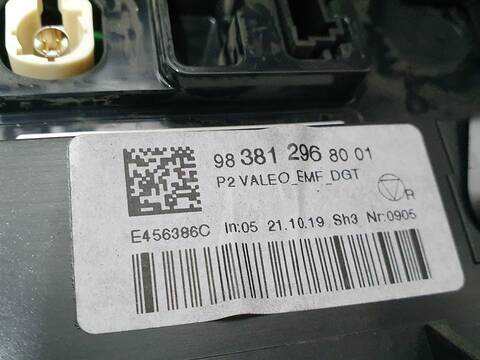 98 381 296 80 01
P2 VALEO_EMF_DGT
R
E456386C In:05 21.10.19 Sh3 Nr:0905